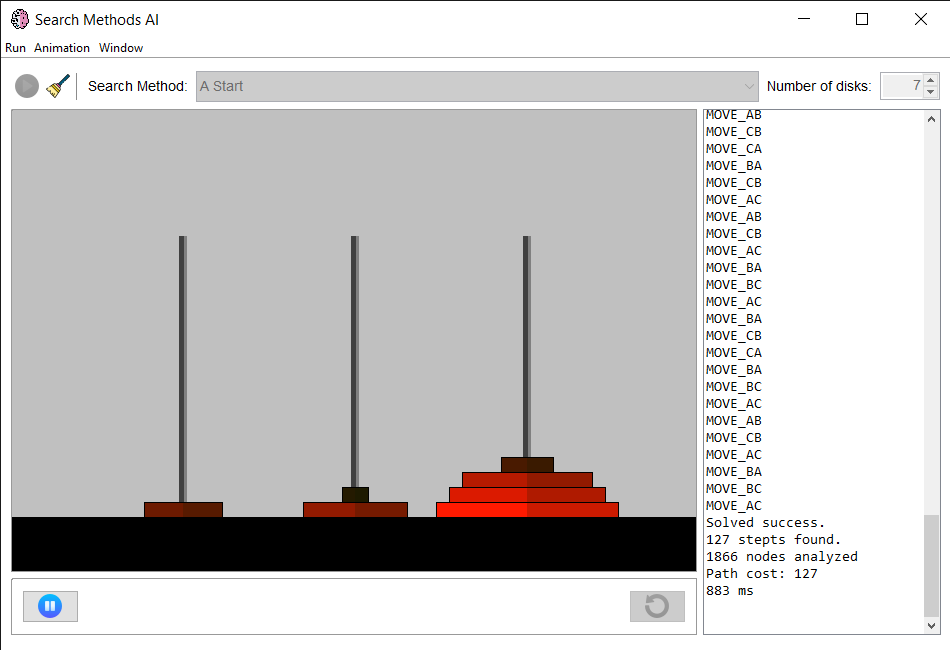 Search Methods AI
Run Animation Window
Search Method: A Start Number of disks: 7
MOVE_AB
MOVE_CB
MOVE_CA
MOVE_BA
MOVE_CB
MOVE_AC
MOVE_AB
MOVE_CB
MOVE_AC
MOVE_BA
MOVE_BC
MOVE_AC
MOVE_BA
MOVE_CB
MOVE_CA
MOVE_BA
MOVE_BC
MOVE_AC
MOVE_AB
MOVE_CB
MOVE_AC
MOVE_BA
MOVE_BC
MOVE_AC
Solved success.
127 stepts found.
1866 nodes analyzed
Path cost: 127
883 ms